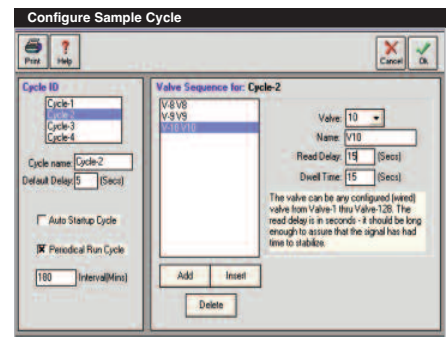 Configure Sample Cycle
Print
Help
Cancel
Ok
Cycle ID
Cycle-1
Cycle-2
Cycle-3
Cycle-4
Cycle name: Cycle-2
Default Delay: 5 (Secs)
Auto Startup Cycle
Periodical Run Cycle
180 Interval(Mins)
Valve Sequence for: Cycle-2
V-8 V8
V-9 V9
V-10 V10
Add
Insert
Delete
Valve: 10
Name: V10
Read Delay: 15 (Secs)
Dwell Time: 15 (Secs)
The valve can be any configured (wired)
valve from Valve-1 thru Valve-128. The
read delay is in seconds - it should be long
enough to assure that the signal has had
time to stabilize.